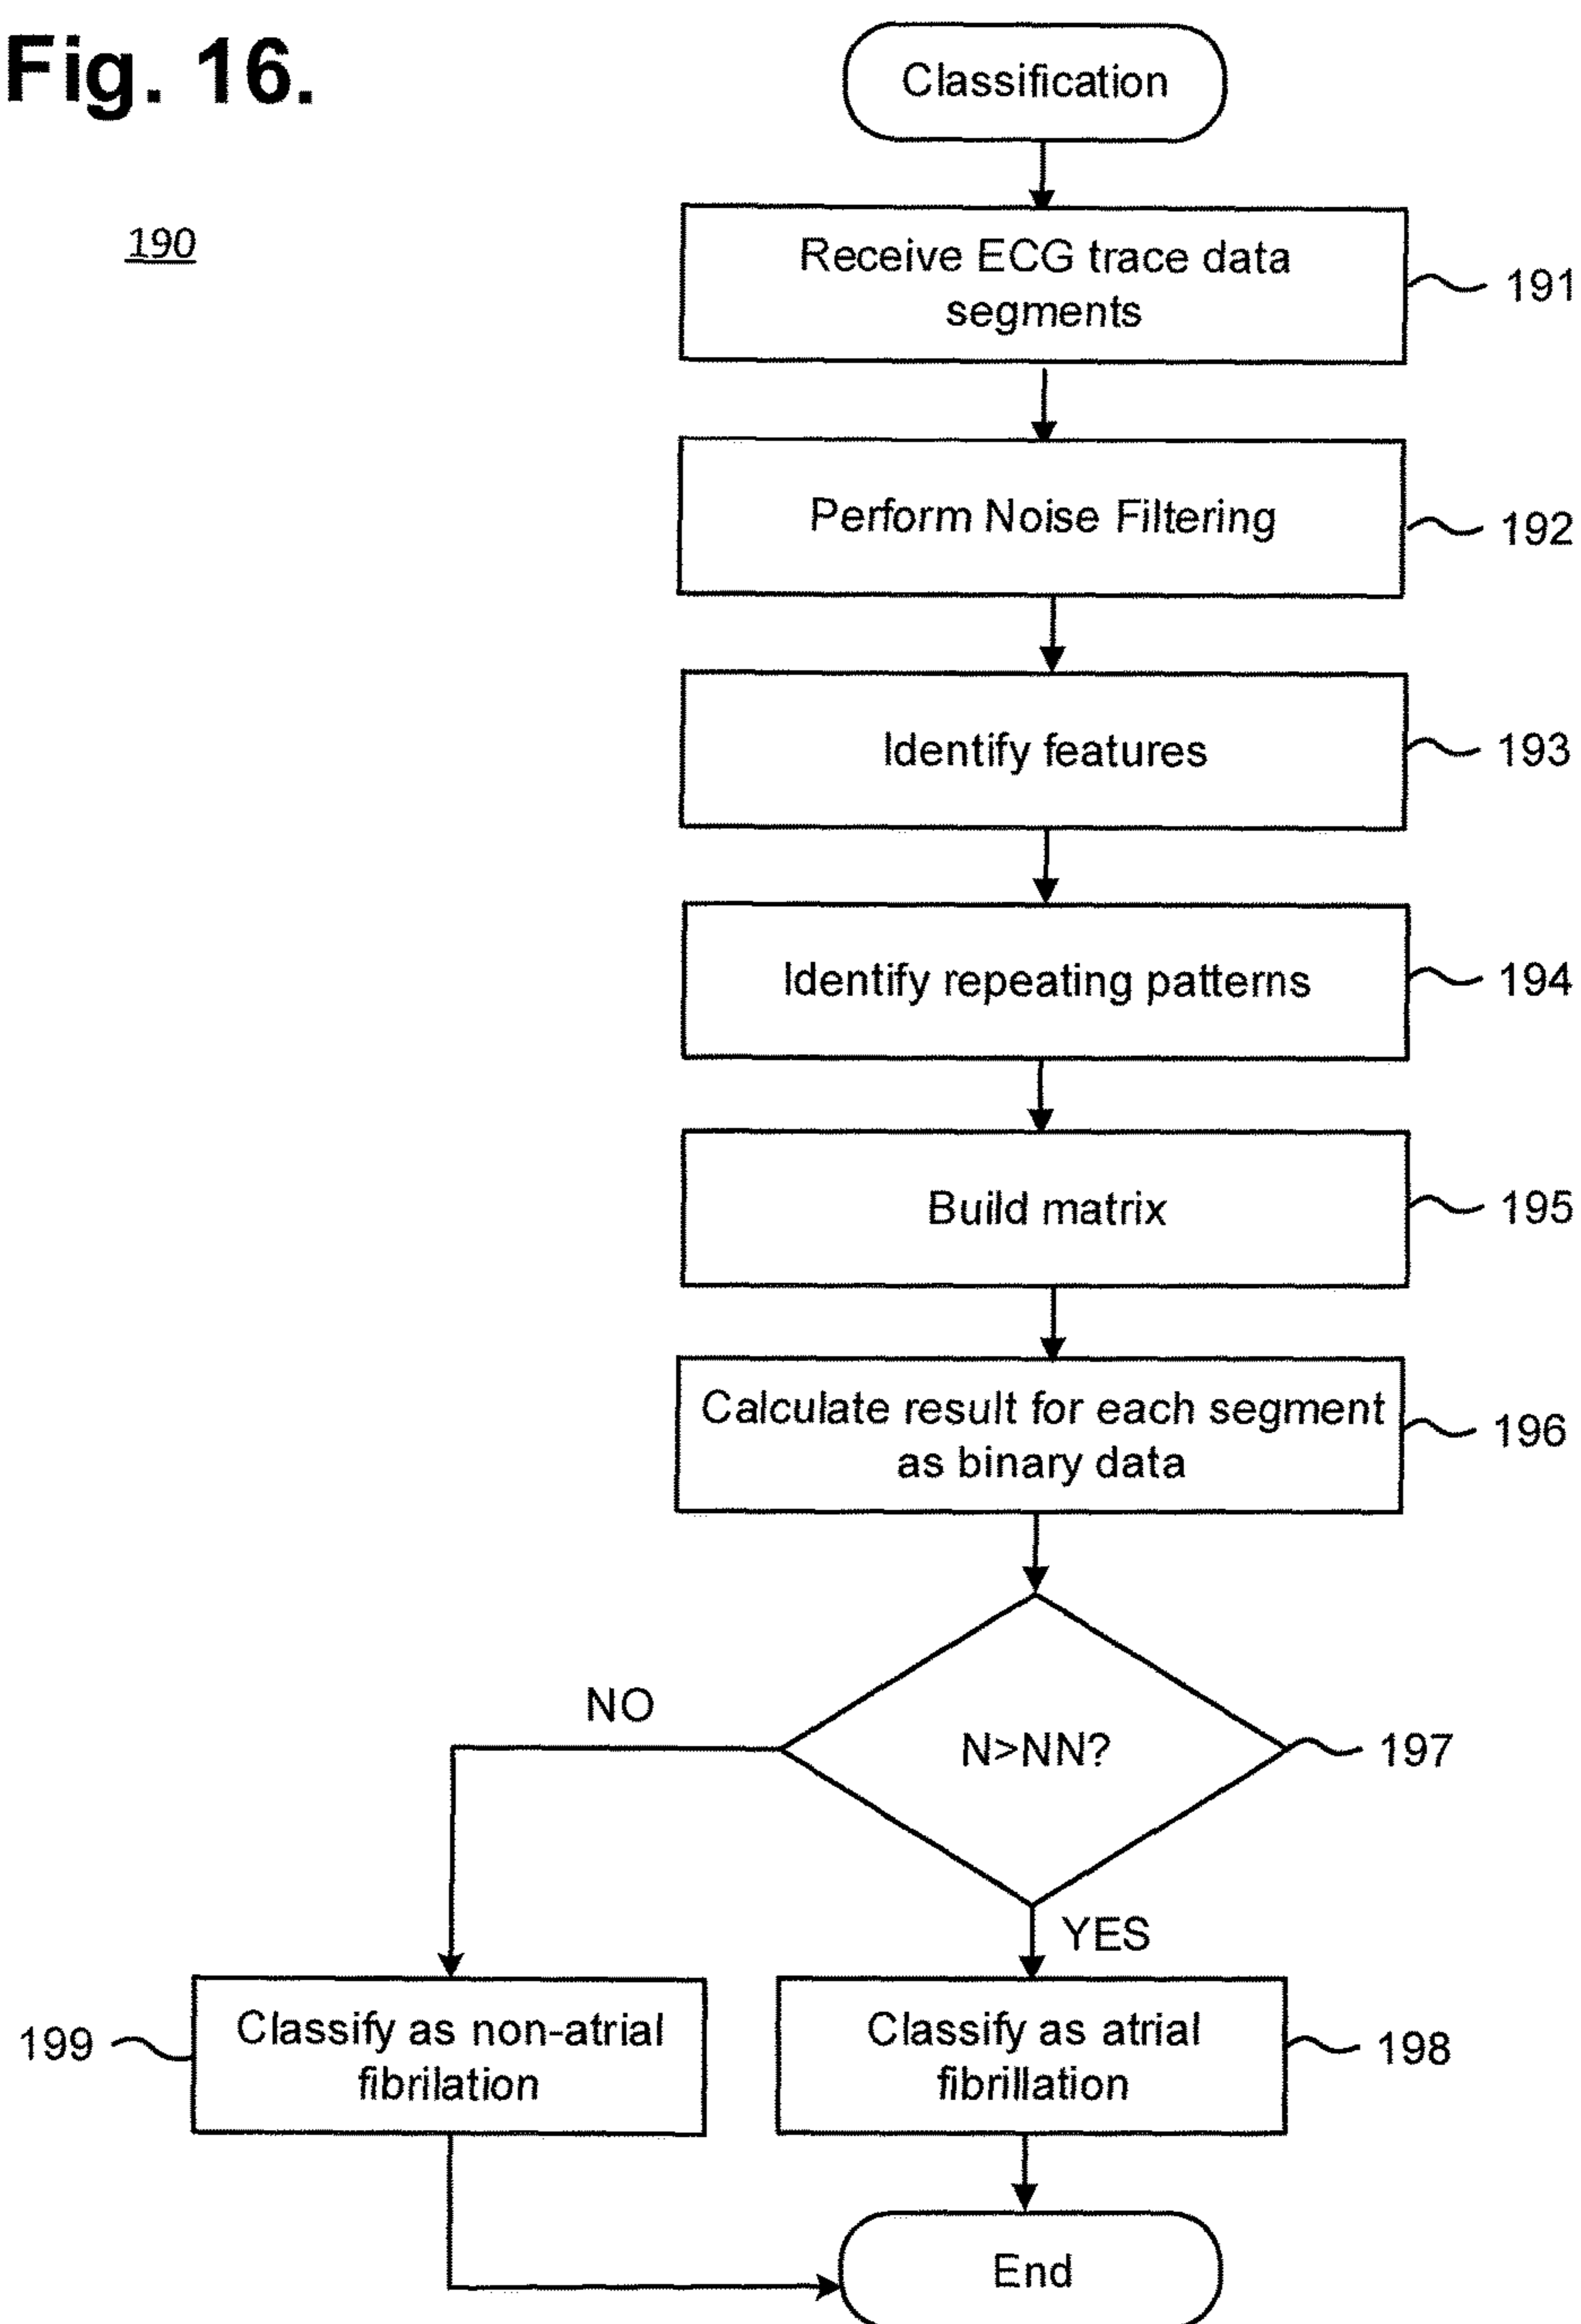 Fig. 16.
190
Classification
Receive ECG trace data
segments
191
Perform Noise Filtering
192
Identify features
193
Identify repeating patterns
194
Build matrix
195
Calculate result for each segment
as binary data
196
N>NN?
197
NO
YES
199
Classify as non-atrial
fibrilation
Classify as atrial
fibrillation
198
End